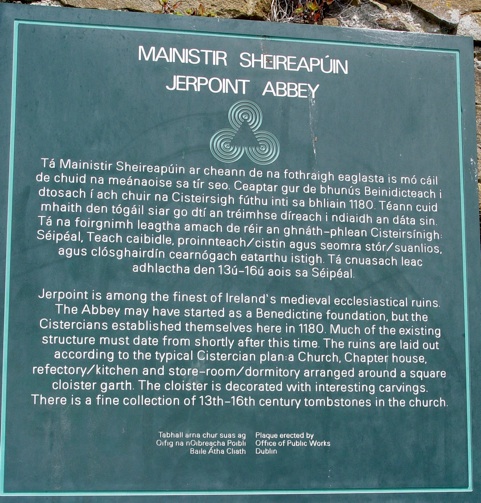 MAINISTIR SHEIREAPÚIN
JERPOINT ABBEY
Tá Mainistir Sheireapúin ar cheann de na fothraigh eaglasta is mó cáil
de chuid na meánaoise sa tír seo. Ceaptar gur de bhunús Beinidicteach i
dtosach í ach chuir na Cisteirsigh fúthu inti sa bhliain 1180. Téann cuid
mhaith den tógáil siar go dtí an tréimhse díreach i ndiaidh an dáta sin.
Tá na foirgnimh leagtha amach de réir an ghnáth-phlean Cisteirsínigh:
Séipéal, Teach caibidle, proinnteach/cistin agus seomra stór/suanlios,
agus clósghairdín cearnógach eatarthu istigh. Tá cnuasach leac
adhlactha den 13ú-16ú aois sa Séipéal.
Jerpoint is among the finest of Ireland's medieval ecclesiastical ruins.
The Abbey may have started as a Benedictine foundation, but the
Cistercians established themselves here in 1180. Much of the existing
structure must date from shortly after this time. The ruins are laid out
according to the typical Cistercian plan:a Church, Chapter house,
refectory/kitchen and store-room/dormitory arranged around a square
cloister garth. The cloister is decorated with interesting carvings.
There is a fine collection of 13th-16th century tombstones in the church.
Tabhall arna chur suas ag
Oifig na nOibreacha Poiblí
Baile Átha Cliath
Plaque erected by
Office of Public Works
Dublin